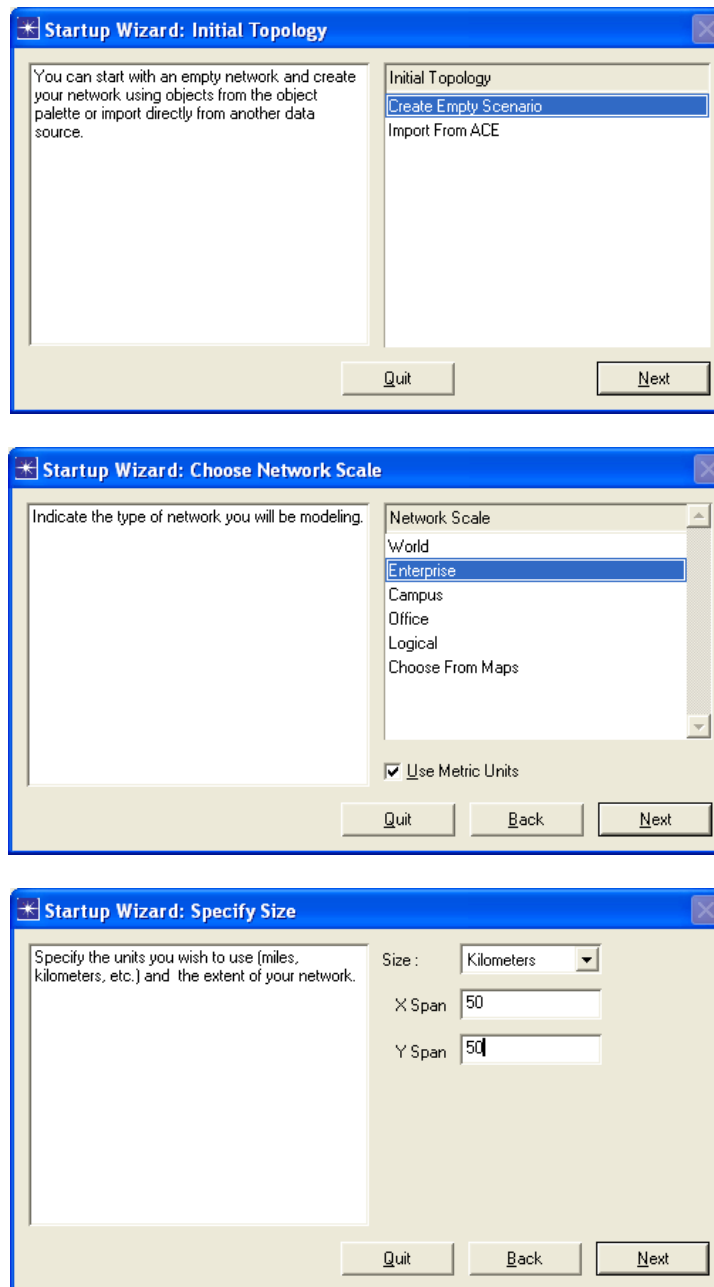 Startup Wizard: Initial Topology
You can start with an empty network and create
your network using objects from the object
palette or import directly from another data
source.
Initial Topology
Create Empty Scenario
Import From ACE
Quit
Next
Startup Wizard: Choose Network Scale
Indicate the type of network you will be modeling.
Network Scale
World
Enterprise
Campus
Office
Logical
Choose From Maps
Use Metric Units
Quit
Back
Next
Startup Wizard: Specify Size
Specify the units you wish to use (miles,
kilometers, etc.) and the extent of your network.
Size :
Kilometers
X Span
50
Y Span
50
Quit
Back
Next